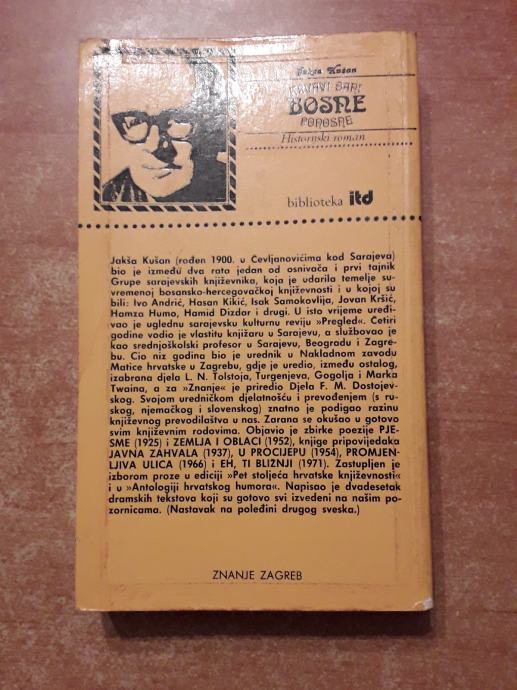 Jakša Kušan
KRVAVI DANI
BOSNE
PONOSNE
Historijski roman
biblioteka itd
Jakša Kušan (rođen 1900. u Čevljanovićima kod Sarajeva)
bio je između dva rata jedan od osnivača i prvi tajnik
Grupe sarajevskih književnika, koja je udarila temelje su-
vremenoj bosansko-hercegovačkoj književnosti i u kojoj su
bili: Ivo Andrić, Hasan Kikić, Isak Samokovlija, Jovan Kršić,
Hamza Humo, Hamid Dizdar i drugi. U isto vrijeme uređi-
vao je uglednu sarajevsku kulturnu reviju »Pregled«. Četiri
godine vodio je vlastitu knjižaru u Sarajevu, a službovao je
kao srednjoškolski profesor u Sarajevu, Beogradu i Zagre-
bu. Cio niz godina bio je urednik u Nakladnom zavodu
Matice hrvatske u Zagrebu, gdje je uredio, između ostalog,
izabrana djela L. N. Tolstoja, Turgenjeva, Gogolja i Marka
Twaina, a za »Znanje« je priredio Djela F. M. Dostojev-
skog. Svojom uredničkom djelatnošću i prevođenjem (s ru-
skog, njemačkog i slovenskog) znatno je podigao razinu
književnog prevodilaštva u nas. Zarana se okušao u gotovo
svim književnim rodovima. Objavio je zbirke poezije PJE-
SME (1925) i ZEMLJA I OBLACI (1952), knjige pripovijedaka
JAVNA ZAHVALA (1937), U PROCIJEPU (1954), PROMJEN-
LJIVA ULICA (1966) i EH, TI BLIŽNJI (1971). Zastupljen je
izborom proze u ediciji »Pet stoljeća hrvatske književnosti«
i u »Antologiji hrvatskog humora«. Napisao je dvadesetak
dramskih tekstova koji su gotovo svi izvedeni na našim po-
zornicama. (Nastavak na poleđini drugog sveska.)
ZNANJE ZAGREB